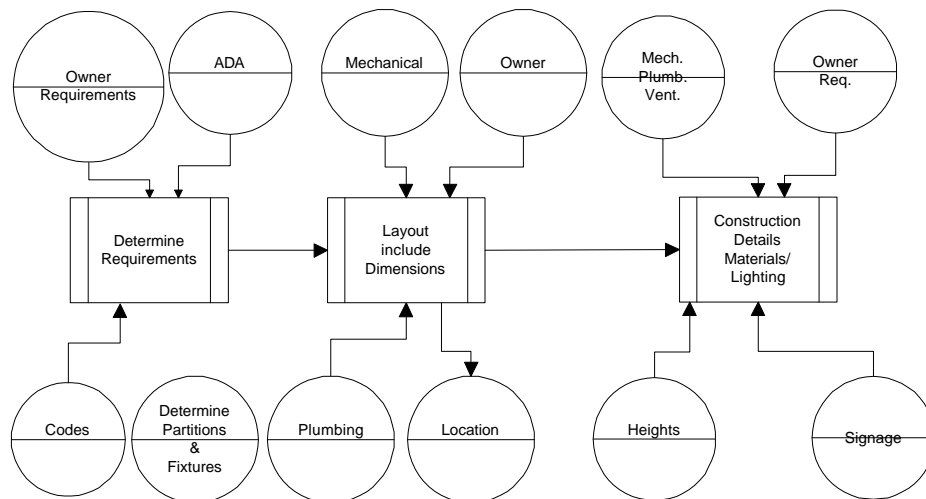 Owner
Requirements
ADA
Mechanical
Owner
Mech.
Plumb.
Vent.
Owner
Req.
Determine
Requirements
Layout
include
Dimensions
Construction
Details
Materials/
Lighting
Codes
Determine
Partitions
&
Fixtures
Plumbing
Location
Heights
Signage